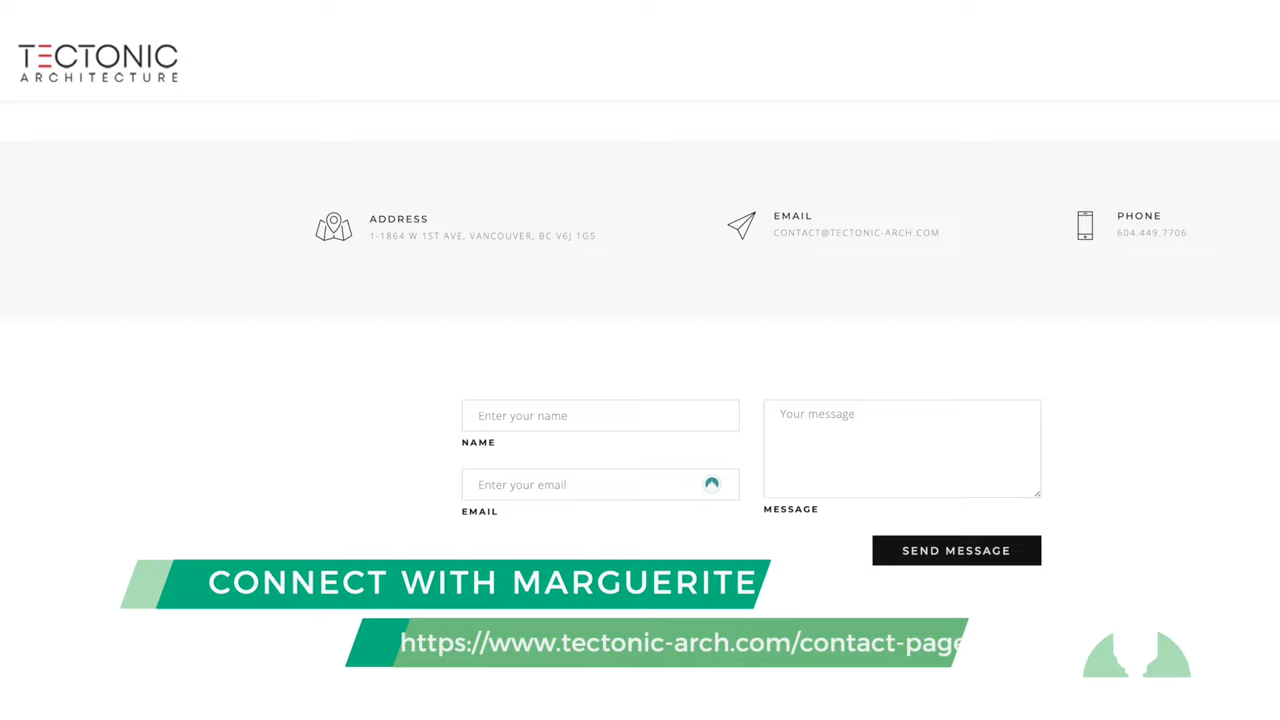 TECTONIC
ARCHITECTURE
ADDRESS
1-1864 W 1ST AVE, VANCOUVER, BC V6J 1G5
EMAIL
CONTACT@TECTONIC-ARCH.COM
PHONE
604.449.7706
Enter your name
NAME
Enter your email
EMAIL
Your message
MESSAGE
SEND MESSAGE
CONNECT WITH MARGUERITE
https://www.tectonic-arch.com/contact-page